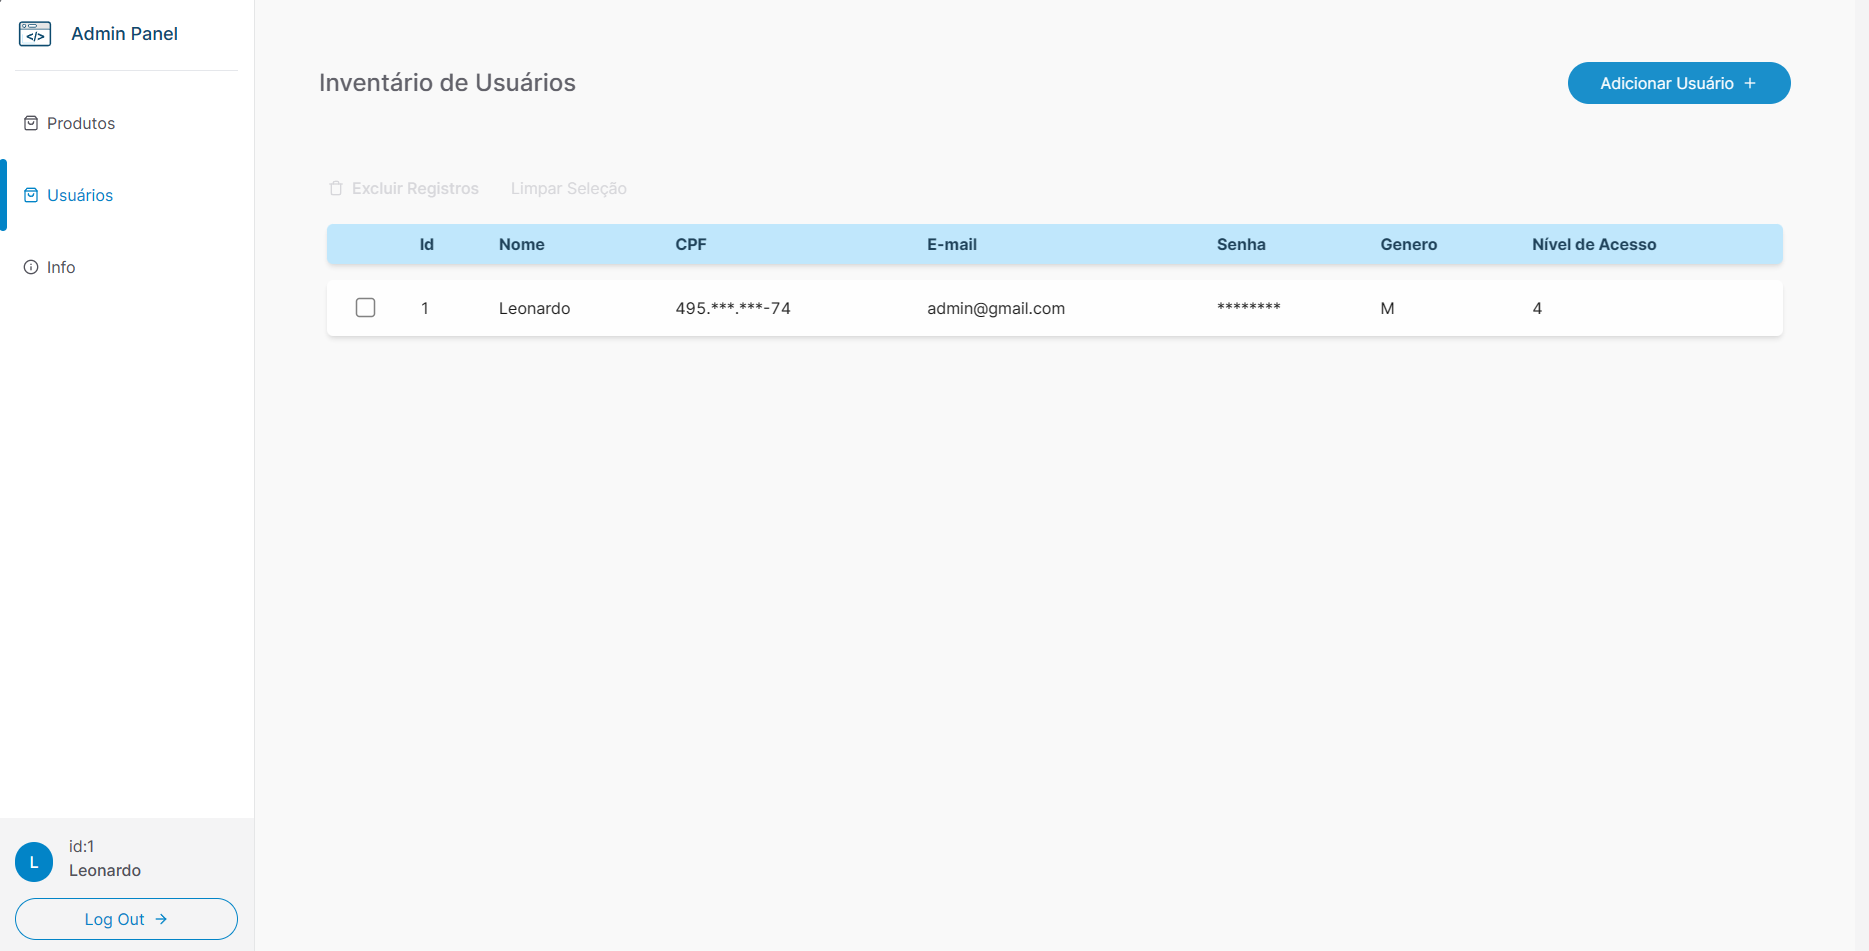 Admin Panel
Produtos
Usuários
Info
id:1
L
Leonardo
Log Out
Inventário de Usuários
Adicionar Usuário +
Excluir Registros Limpar Seleção
Id Nome CPF E-mail Senha Genero Nível de Acesso
1 Leonardo 495.***.***-74 admin@gmail.com ******** M 4